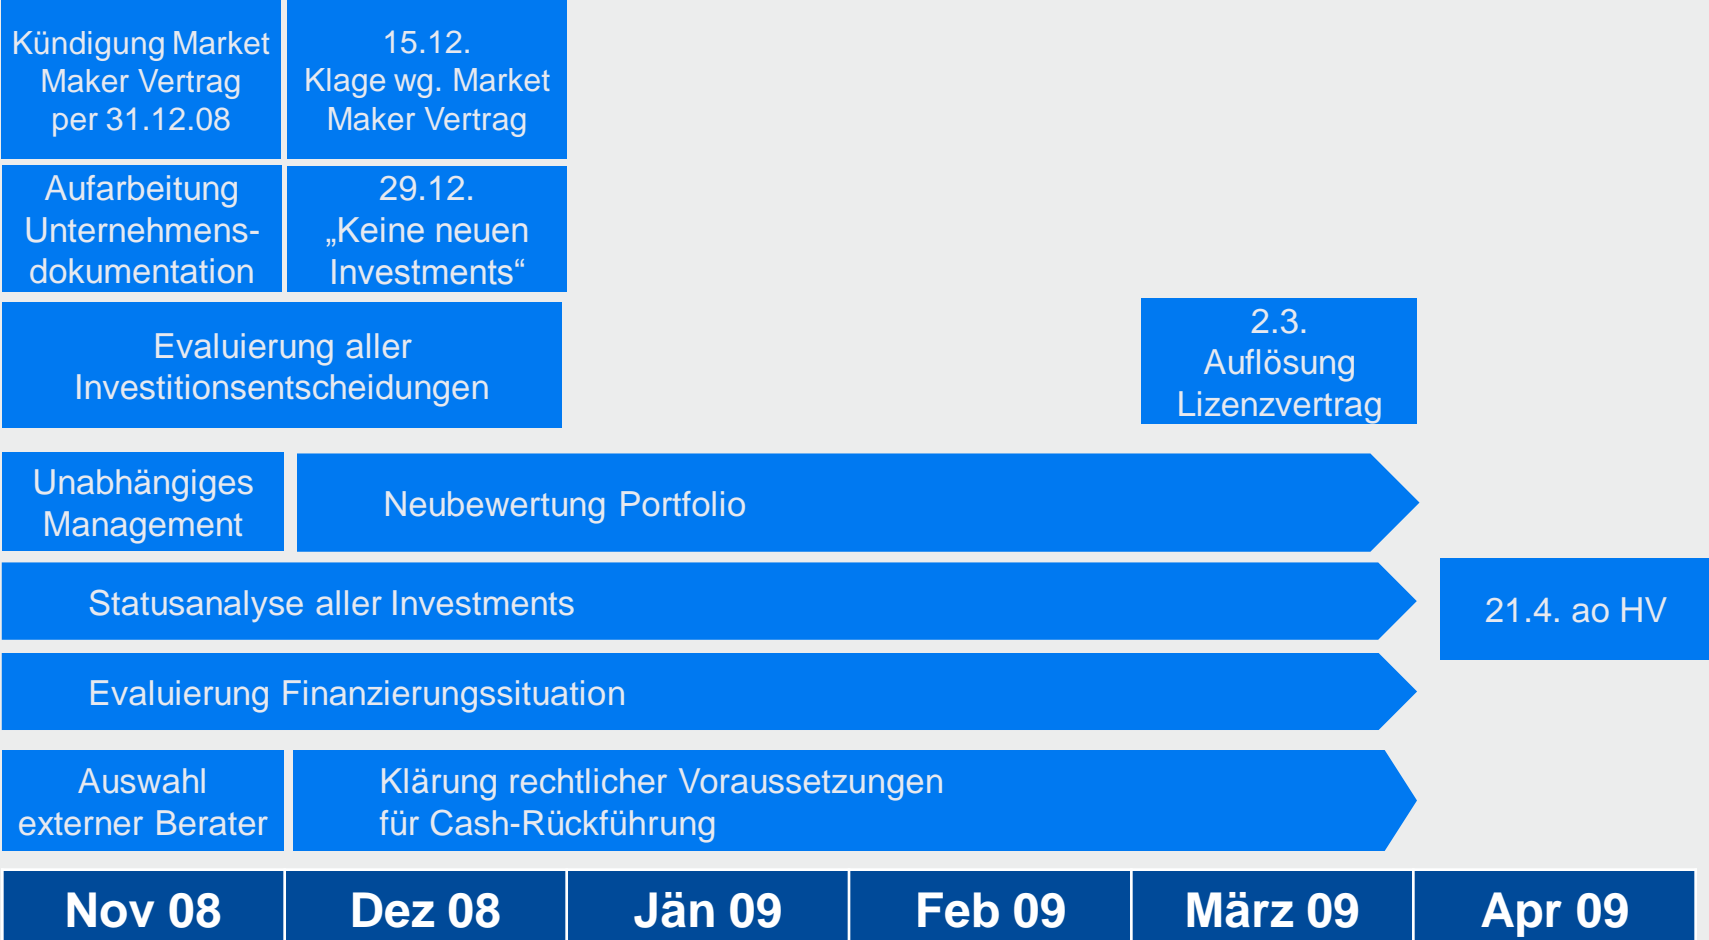 Kündigung Market
Maker Vertrag
per 31.12.08
15.12.
Klage wg. Market
Maker Vertrag
Aufarbeitung
Unternehmens-
dokumentation
29.12.
„Keine neuen
Investments“
Evaluierung aller
Investitionsentscheidungen
2.3.
Auflösung
Lizenzvertrag
Unabhängiges
Management
Neubewertung Portfolio
Statusanalyse aller Investments
21.4. ao HV
Evaluierung Finanzierungssituation
Auswahl
externer Berater
Klärung rechtlicher Voraussetzungen
für Cash-Rückführung
Nov 08
Dez 08
Jän 09
Feb 09
März 09
Apr 09